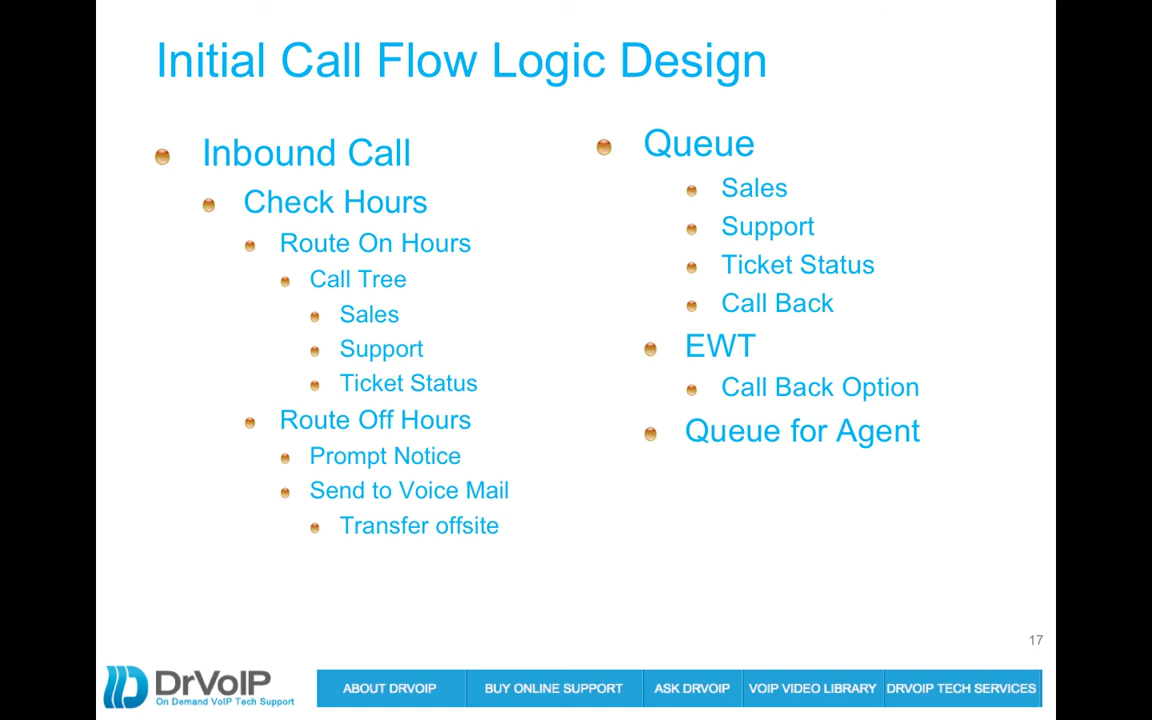 Initial Call Flow Logic Design
Inbound Call
Check Hours
Route On Hours
Call Tree
Sales
Support
Ticket Status
Route Off Hours
Prompt Notice
Send to Voice Mail
Transfer offsite
Queue
Sales
Support
Ticket Status
Call Back
EWT
Call Back Option
Queue for Agent
17
DrVoIP
On Demand VoIP Tech Support
ABOUT DRVOIP
BUY ONLINE SUPPORT
ASK DRVOIP
VOIP VIDEO LIBRARY
DRVOIP TECH SERVICES